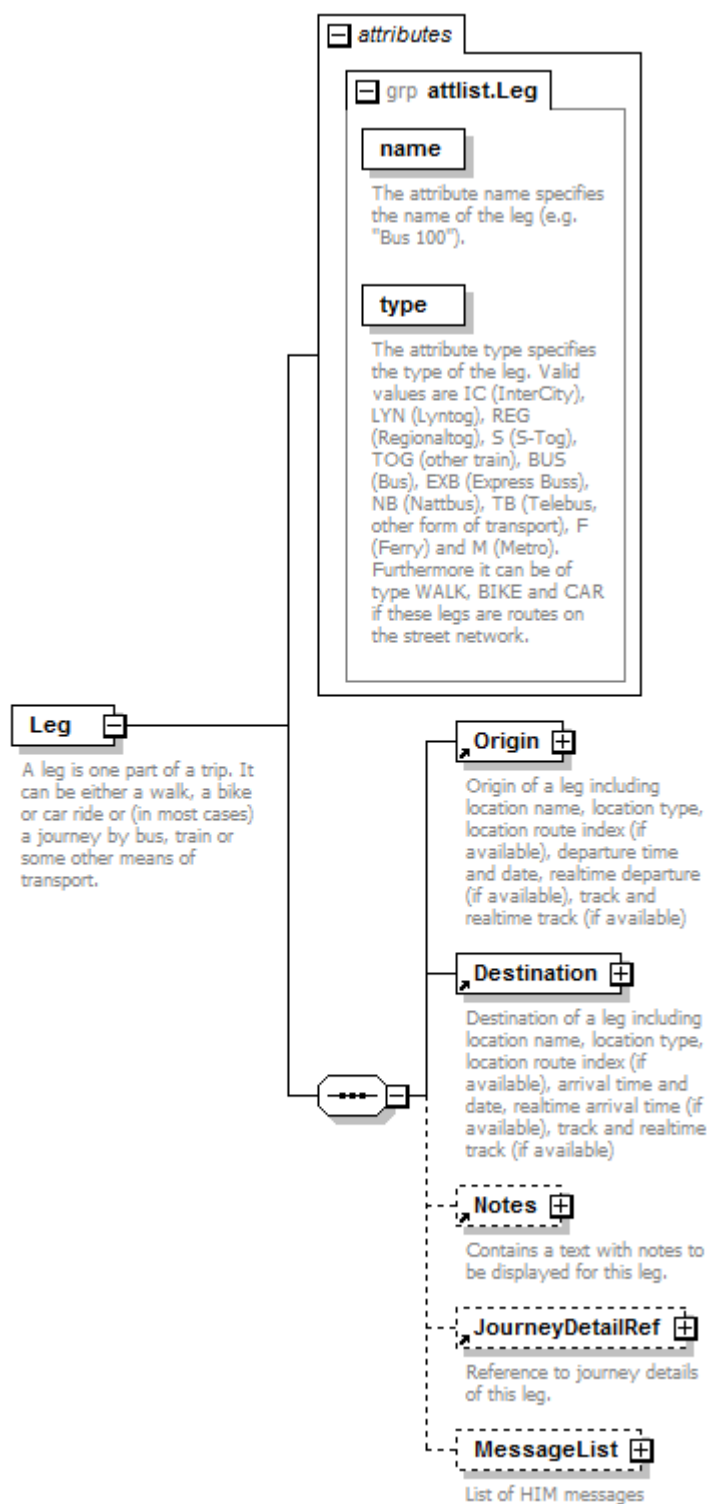 attributes
grp attlist.Leg
name
The attribute name specifies
the name of the leg (e.g.
"Bus 100").
type
The attribute type specifies
the type of the leg. Valid
values are IC (InterCity),
LYN (Lyntog), REG
(Regionaltog), S (S-Tog),
TOG (other train), BUS
(Bus), EXB (Express Buss),
NB (Nattbus), TB (Telebus,
other form of transport), F
(Ferry) and M (Metro).
Furthermore it can be of
type WALK, BIKE and CAR
if these legs are routes on
the street network.
Leg
A leg is one part of a trip. It
can be either a walk, a bike
or car ride or (in most cases)
a journey by bus, train or
some other means of
transport.
Origin
Origin of a leg including
location name, location type,
location route index (if
available), departure time
and date, realtime departure
(if available), track and
realtime track (if available)
Destination
Destination of a leg including
location name, location type,
location route index (if
available), arrival time and
date, realtime arrival time (if
available), track and realtime
track (if available)
Notes
Contains a text with notes to
be displayed for this leg.
JourneyDetailRef
Reference to journey details
of this leg.
MessageList
List of HIM messages